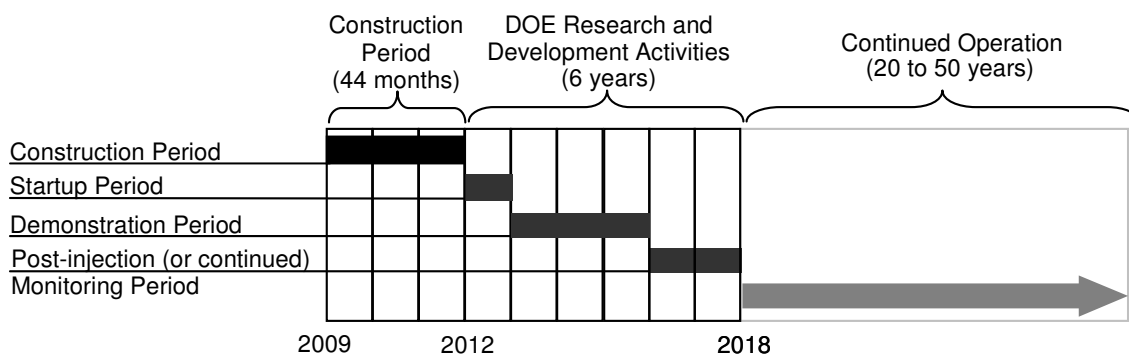 Construction
Period
(44 months)
DOE Research and
Development Activities
(6 years)
Continued Operation
(20 to 50 years)
Construction Period
Startup Period
Demonstration Period
Post-injection (or continued)
Monitoring Period
2009
2012
2018